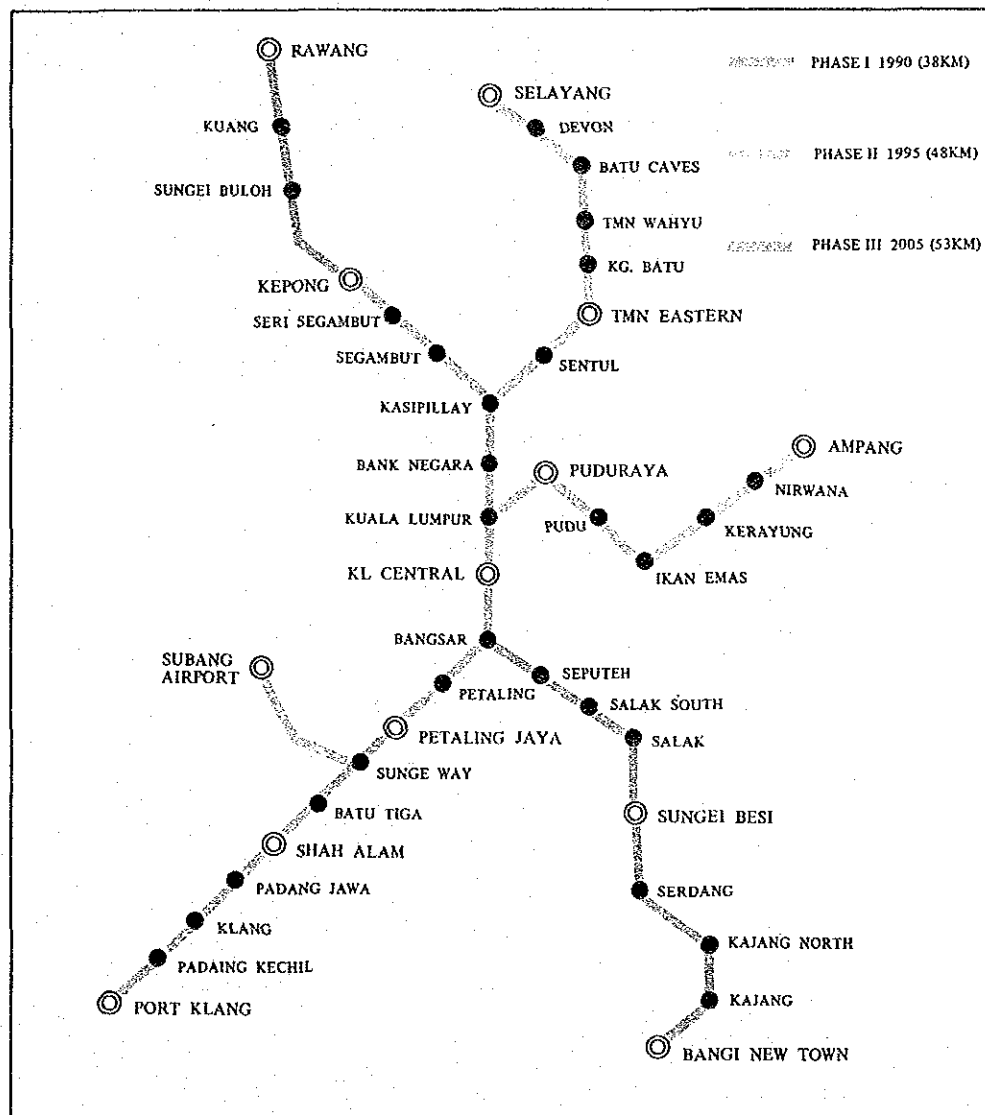 RAWANG
PHASE I 1990 (38KM)
SELAYANG
KUANG
DEVON
PHASE II 1995 (48KM)
BATU CAVES
SUNGEI BULOH
TMN WAHYU
PHASE III 2005 (53KM)
KG. BATU
KEPONG
TMN EASTERN
SERI SEGAMBUT
SEGAMBUT
SENTUL
KASIPILLAY
AMPANG
BANK NEGARA
PUDURAYA
NIRWANA
KUALA LUMPUR
PUDU
KERAYUNG
KL CENTRAL
IKAN EMAS
BANGSAR
SUBANG
AIRPORT
SEPUTEH
PETALING
SALAK SOUTH
PETALING JAYA
SALAK
SUNGE WAY
BATU TIGA
SUNGEI BESI
SHAH ALAM
PADANG JAWA
SERDANG
KLANG
KAJANG NORTH
PADAING KECHIL
PORT KLANG
KAJANG
BANGI NEW TOWN